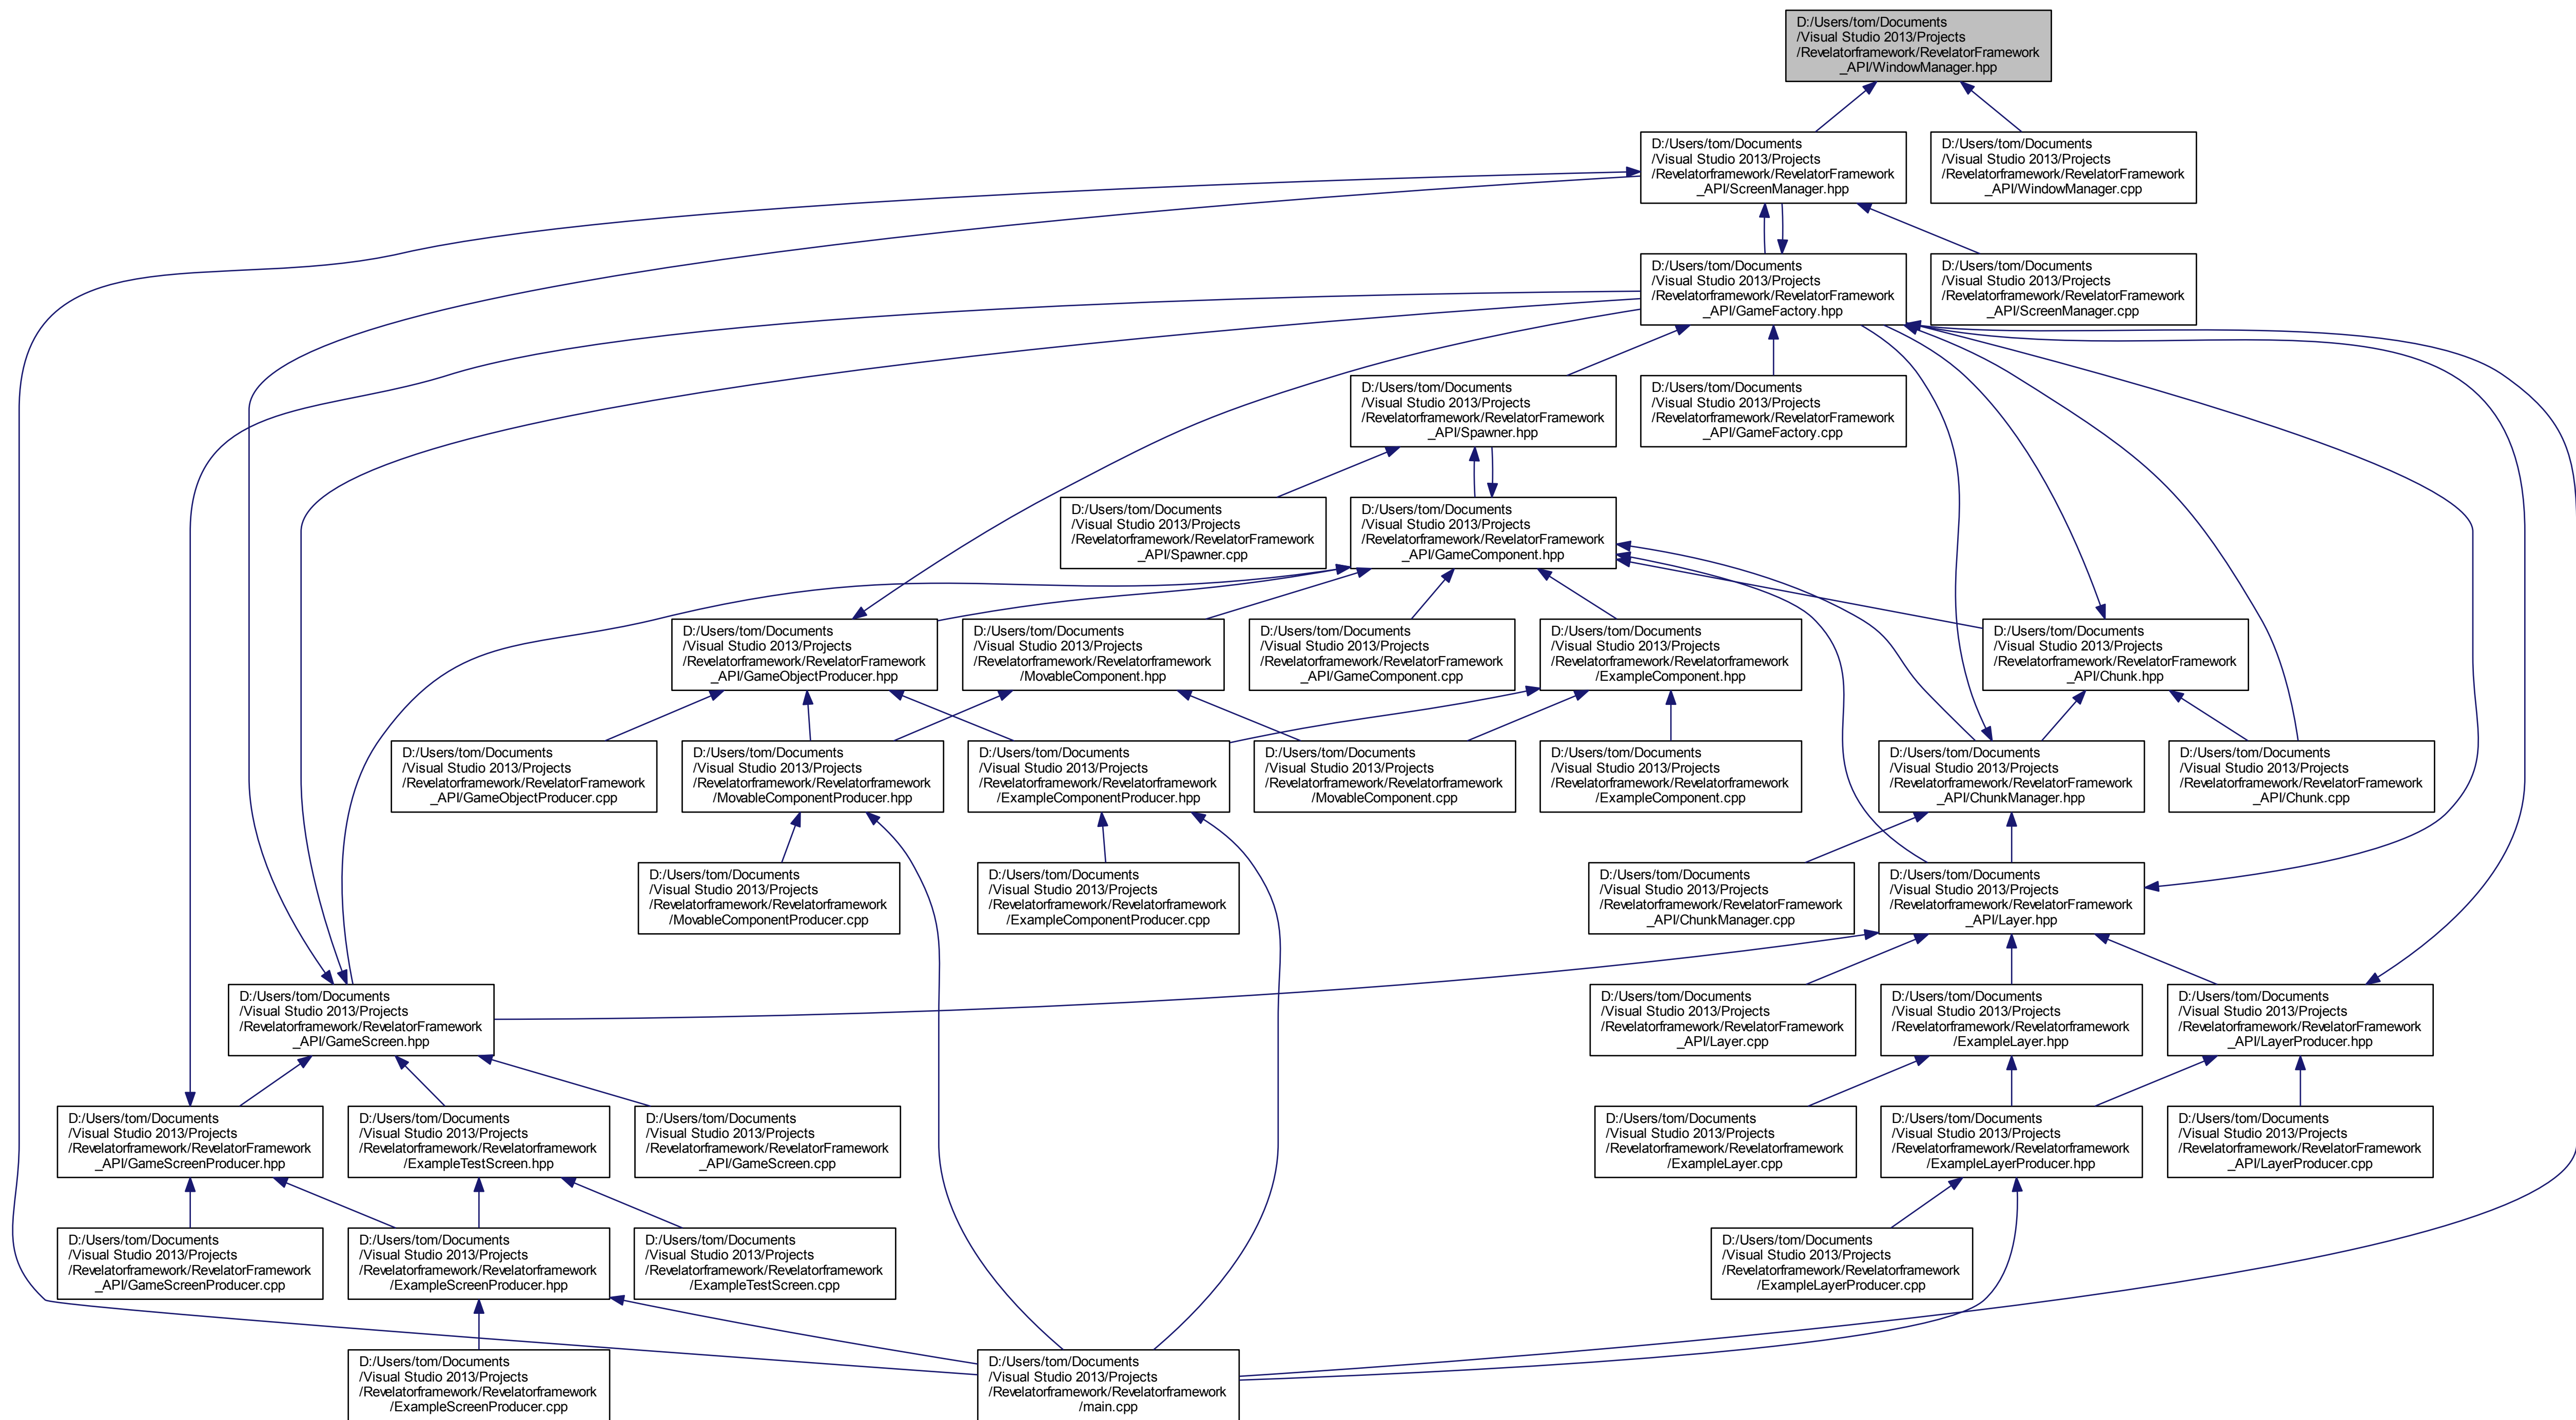 D:/Users/tom/Documents
/Visual Studio 2013/Projects
/Revelatorframework/RevelatorFramework
_API/WindowManager.hpp
D:/Users/tom/Documents
/Visual Studio 2013/Projects
/Revelatorframework/RevelatorFramework
_API/ScreenManager.hpp
D:/Users/tom/Documents
/Visual Studio 2013/Projects
/Revelatorframework/RevelatorFramework
_API/WindowManager.cpp
D:/Users/tom/Documents
/Visual Studio 2013/Projects
/Revelatorframework/RevelatorFramework
_API/GameFactory.hpp
D:/Users/tom/Documents
/Visual Studio 2013/Projects
/Revelatorframework/RevelatorFramework
_API/ScreenManager.cpp
D:/Users/tom/Documents
/Visual Studio 2013/Projects
/Revelatorframework/RevelatorFramework
_API/Spawner.hpp
D:/Users/tom/Documents
/Visual Studio 2013/Projects
/Revelatorframework/RevelatorFramework
_API/GameFactory.cpp
D:/Users/tom/Documents
/Visual Studio 2013/Projects
/Revelatorframework/RevelatorFramework
_API/Spawner.cpp
D:/Users/tom/Documents
/Visual Studio 2013/Projects
/Revelatorframework/RevelatorFramework
_API/GameComponent.hpp
D:/Users/tom/Documents
/Visual Studio 2013/Projects
/Revelatorframework/RevelatorFramework
_API/GameObjectProducer.hpp
D:/Users/tom/Documents
/Visual Studio 2013/Projects
/Revelatorframework/Revelatorframework
/MovableComponent.hpp
D:/Users/tom/Documents
/Visual Studio 2013/Projects
/Revelatorframework/RevelatorFramework
_API/GameComponent.cpp
D:/Users/tom/Documents
/Visual Studio 2013/Projects
/Revelatorframework/Revelatorframework
/ExampleComponent.hpp
D:/Users/tom/Documents
/Visual Studio 2013/Projects
/Revelatorframework/RevelatorFramework
_API/Chunk.hpp
D:/Users/tom/Documents
/Visual Studio 2013/Projects
/Revelatorframework/RevelatorFramework
_API/GameObjectProducer.cpp
D:/Users/tom/Documents
/Visual Studio 2013/Projects
/Revelatorframework/Revelatorframework
/MovableComponentProducer.hpp
D:/Users/tom/Documents
/Visual Studio 2013/Projects
/Revelatorframework/Revelatorframework
/ExampleComponentProducer.hpp
D:/Users/tom/Documents
/Visual Studio 2013/Projects
/Revelatorframework/Revelatorframework
/MovableComponent.cpp
D:/Users/tom/Documents
/Visual Studio 2013/Projects
/Revelatorframework/Revelatorframework
/ExampleComponent.cpp
D:/Users/tom/Documents
/Visual Studio 2013/Projects
/Revelatorframework/RevelatorFramework
_API/ChunkManager.hpp
D:/Users/tom/Documents
/Visual Studio 2013/Projects
/Revelatorframework/RevelatorFramework
_API/Chunk.cpp
D:/Users/tom/Documents
/Visual Studio 2013/Projects
/Revelatorframework/Revelatorframework
/MovableComponentProducer.cpp
D:/Users/tom/Documents
/Visual Studio 2013/Projects
/Revelatorframework/Revelatorframework
/ExampleComponentProducer.cpp
D:/Users/tom/Documents
/Visual Studio 2013/Projects
/Revelatorframework/RevelatorFramework
_API/ChunkManager.cpp
D:/Users/tom/Documents
/Visual Studio 2013/Projects
/Revelatorframework/RevelatorFramework
_API/Layer.hpp
D:/Users/tom/Documents
/Visual Studio 2013/Projects
/Revelatorframework/RevelatorFramework
_API/GameScreen.hpp
D:/Users/tom/Documents
/Visual Studio 2013/Projects
/Revelatorframework/RevelatorFramework
_API/Layer.cpp
D:/Users/tom/Documents
/Visual Studio 2013/Projects
/Revelatorframework/Revelatorframework
/ExampleLayer.hpp
D:/Users/tom/Documents
/Visual Studio 2013/Projects
/Revelatorframework/RevelatorFramework
_API/LayerProducer.hpp
D:/Users/tom/Documents
/Visual Studio 2013/Projects
/Revelatorframework/RevelatorFramework
_API/GameScreenProducer.hpp
D:/Users/tom/Documents
/Visual Studio 2013/Projects
/Revelatorframework/Revelatorframework
/ExampleTestScreen.hpp
D:/Users/tom/Documents
/Visual Studio 2013/Projects
/Revelatorframework/RevelatorFramework
_API/GameScreen.cpp
D:/Users/tom/Documents
/Visual Studio 2013/Projects
/Revelatorframework/Revelatorframework
/ExampleLayer.cpp
D:/Users/tom/Documents
/Visual Studio 2013/Projects
/Revelatorframework/Revelatorframework
/ExampleLayerProducer.hpp
D:/Users/tom/Documents
/Visual Studio 2013/Projects
/Revelatorframework/RevelatorFramework
_API/LayerProducer.cpp
D:/Users/tom/Documents
/Visual Studio 2013/Projects
/Revelatorframework/RevelatorFramework
_API/GameScreenProducer.cpp
D:/Users/tom/Documents
/Visual Studio 2013/Projects
/Revelatorframework/Revelatorframework
/ExampleScreenProducer.hpp
D:/Users/tom/Documents
/Visual Studio 2013/Projects
/Revelatorframework/Revelatorframework
/ExampleTestScreen.cpp
D:/Users/tom/Documents
/Visual Studio 2013/Projects
/Revelatorframework/Revelatorframework
/ExampleLayerProducer.cpp
D:/Users/tom/Documents
/Visual Studio 2013/Projects
/Revelatorframework/Revelatorframework
/ExampleScreenProducer.cpp
D:/Users/tom/Documents
/Visual Studio 2013/Projects
/Revelatorframework/Revelatorframework
/main.cpp